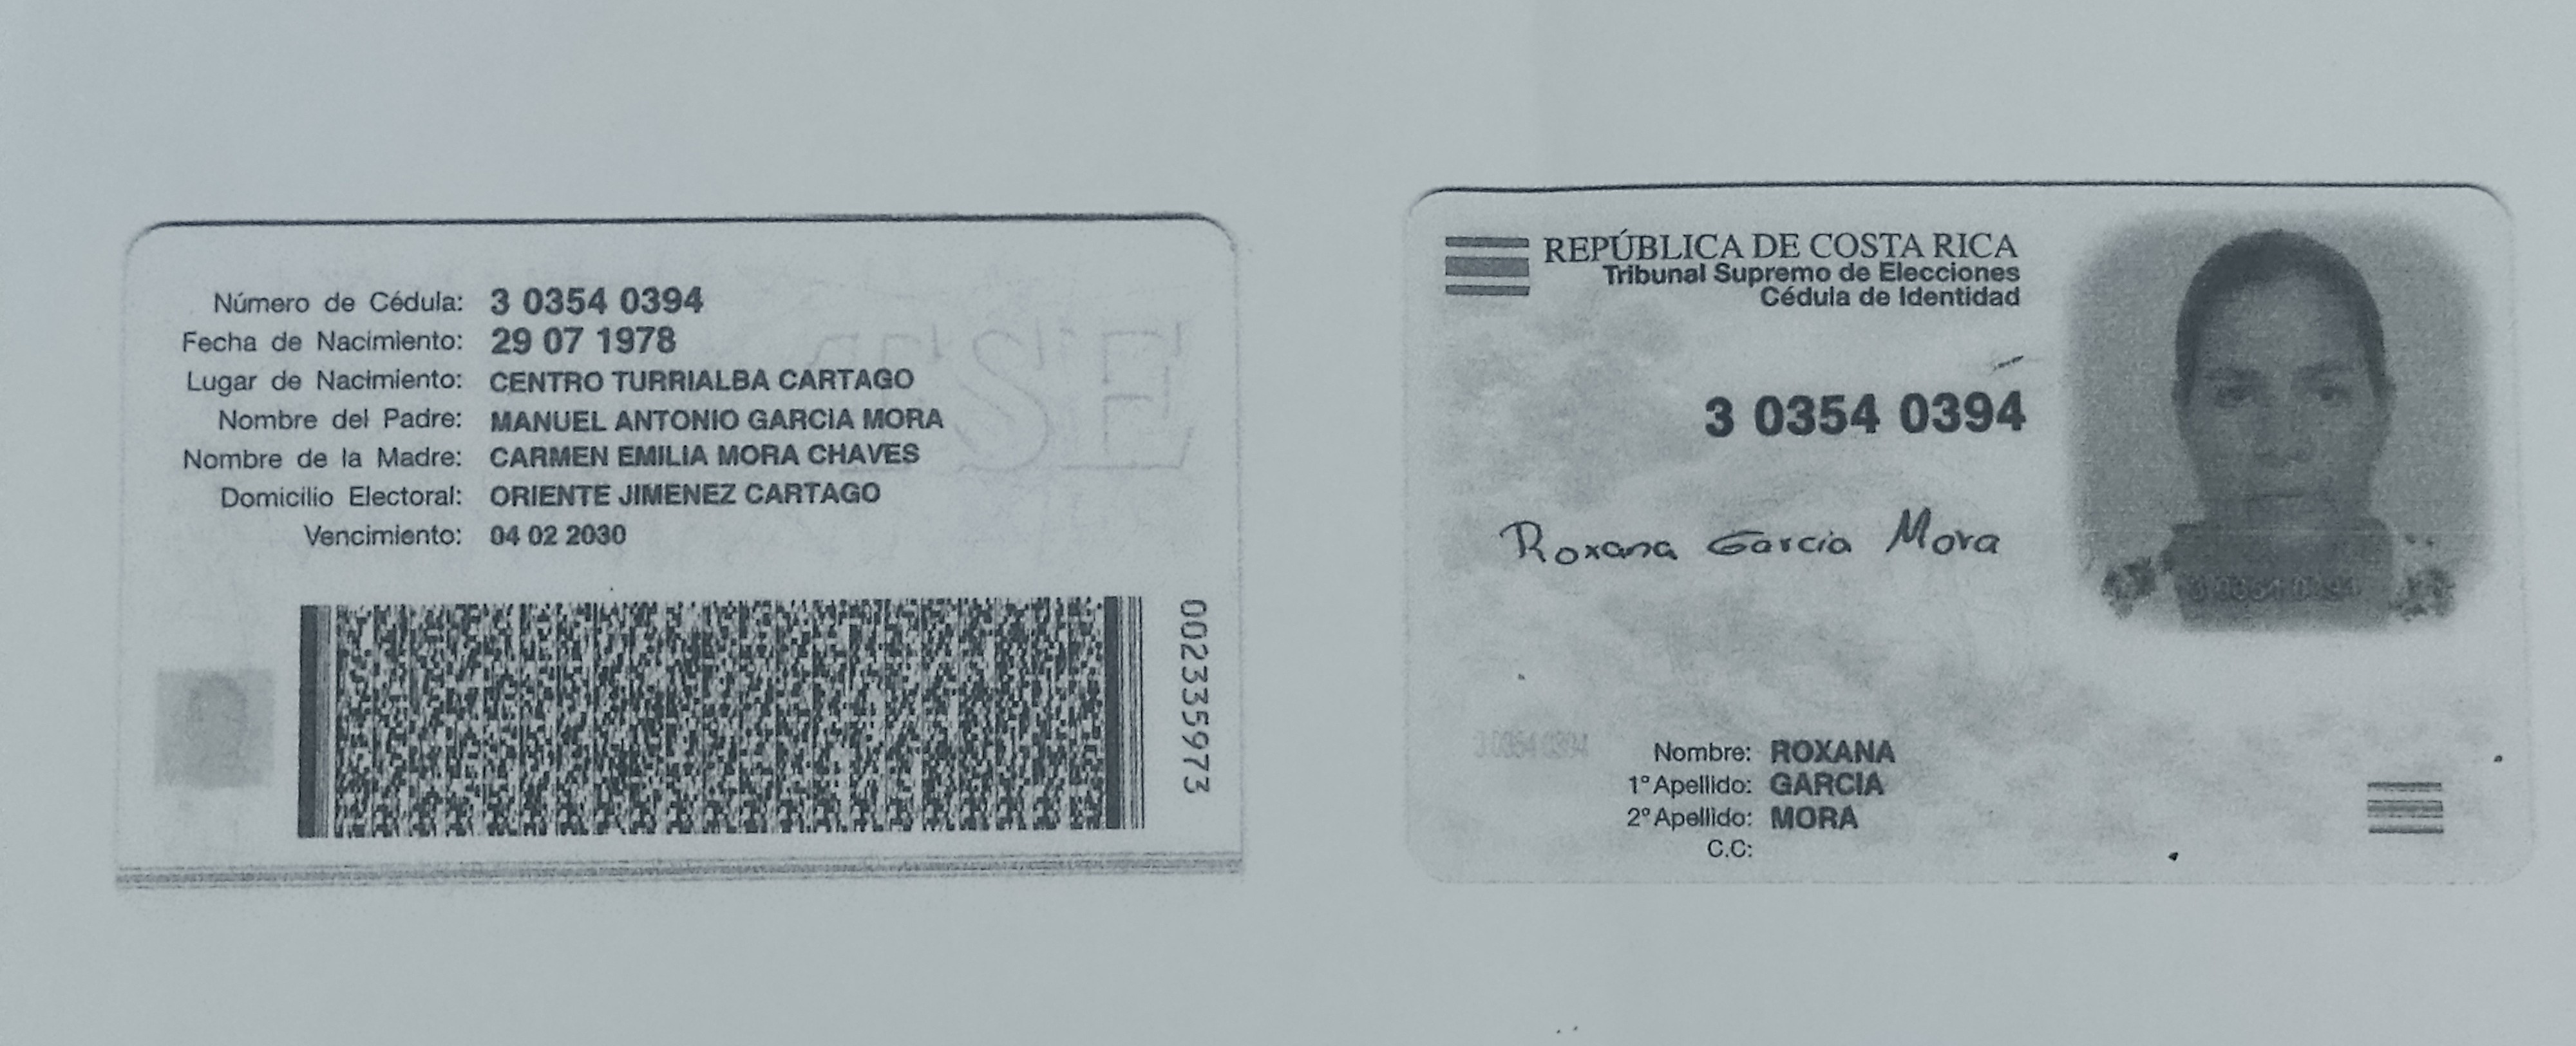 Número de Cédula: 3 0354 0394
Fecha de Nacimiento: 29 07 1978
Lugar de Nacimiento: CENTRO TURRIALBA CARTAGO
Nombre del Padre: MANUEL ANTONIO GARCIA MORA
Nombre de la Madre: CARMEN EMILIA MORA CHAVES
Domicilio Electoral: ORIENTE JIMENEZ CARTAGO
Vencimiento: 04 02 2030
002335973
TSE
REPÚBLICA DE COSTA RICA
Tribunal Supremo de Elecciones
Cédula de Identidad
3 0354 0394
Roxana Garcia Mora
3 0354 0394
3 0354 0394
Nombre: ROXANA
1° Apellido: GARCIA
2° Apellido: MORA
C.C: